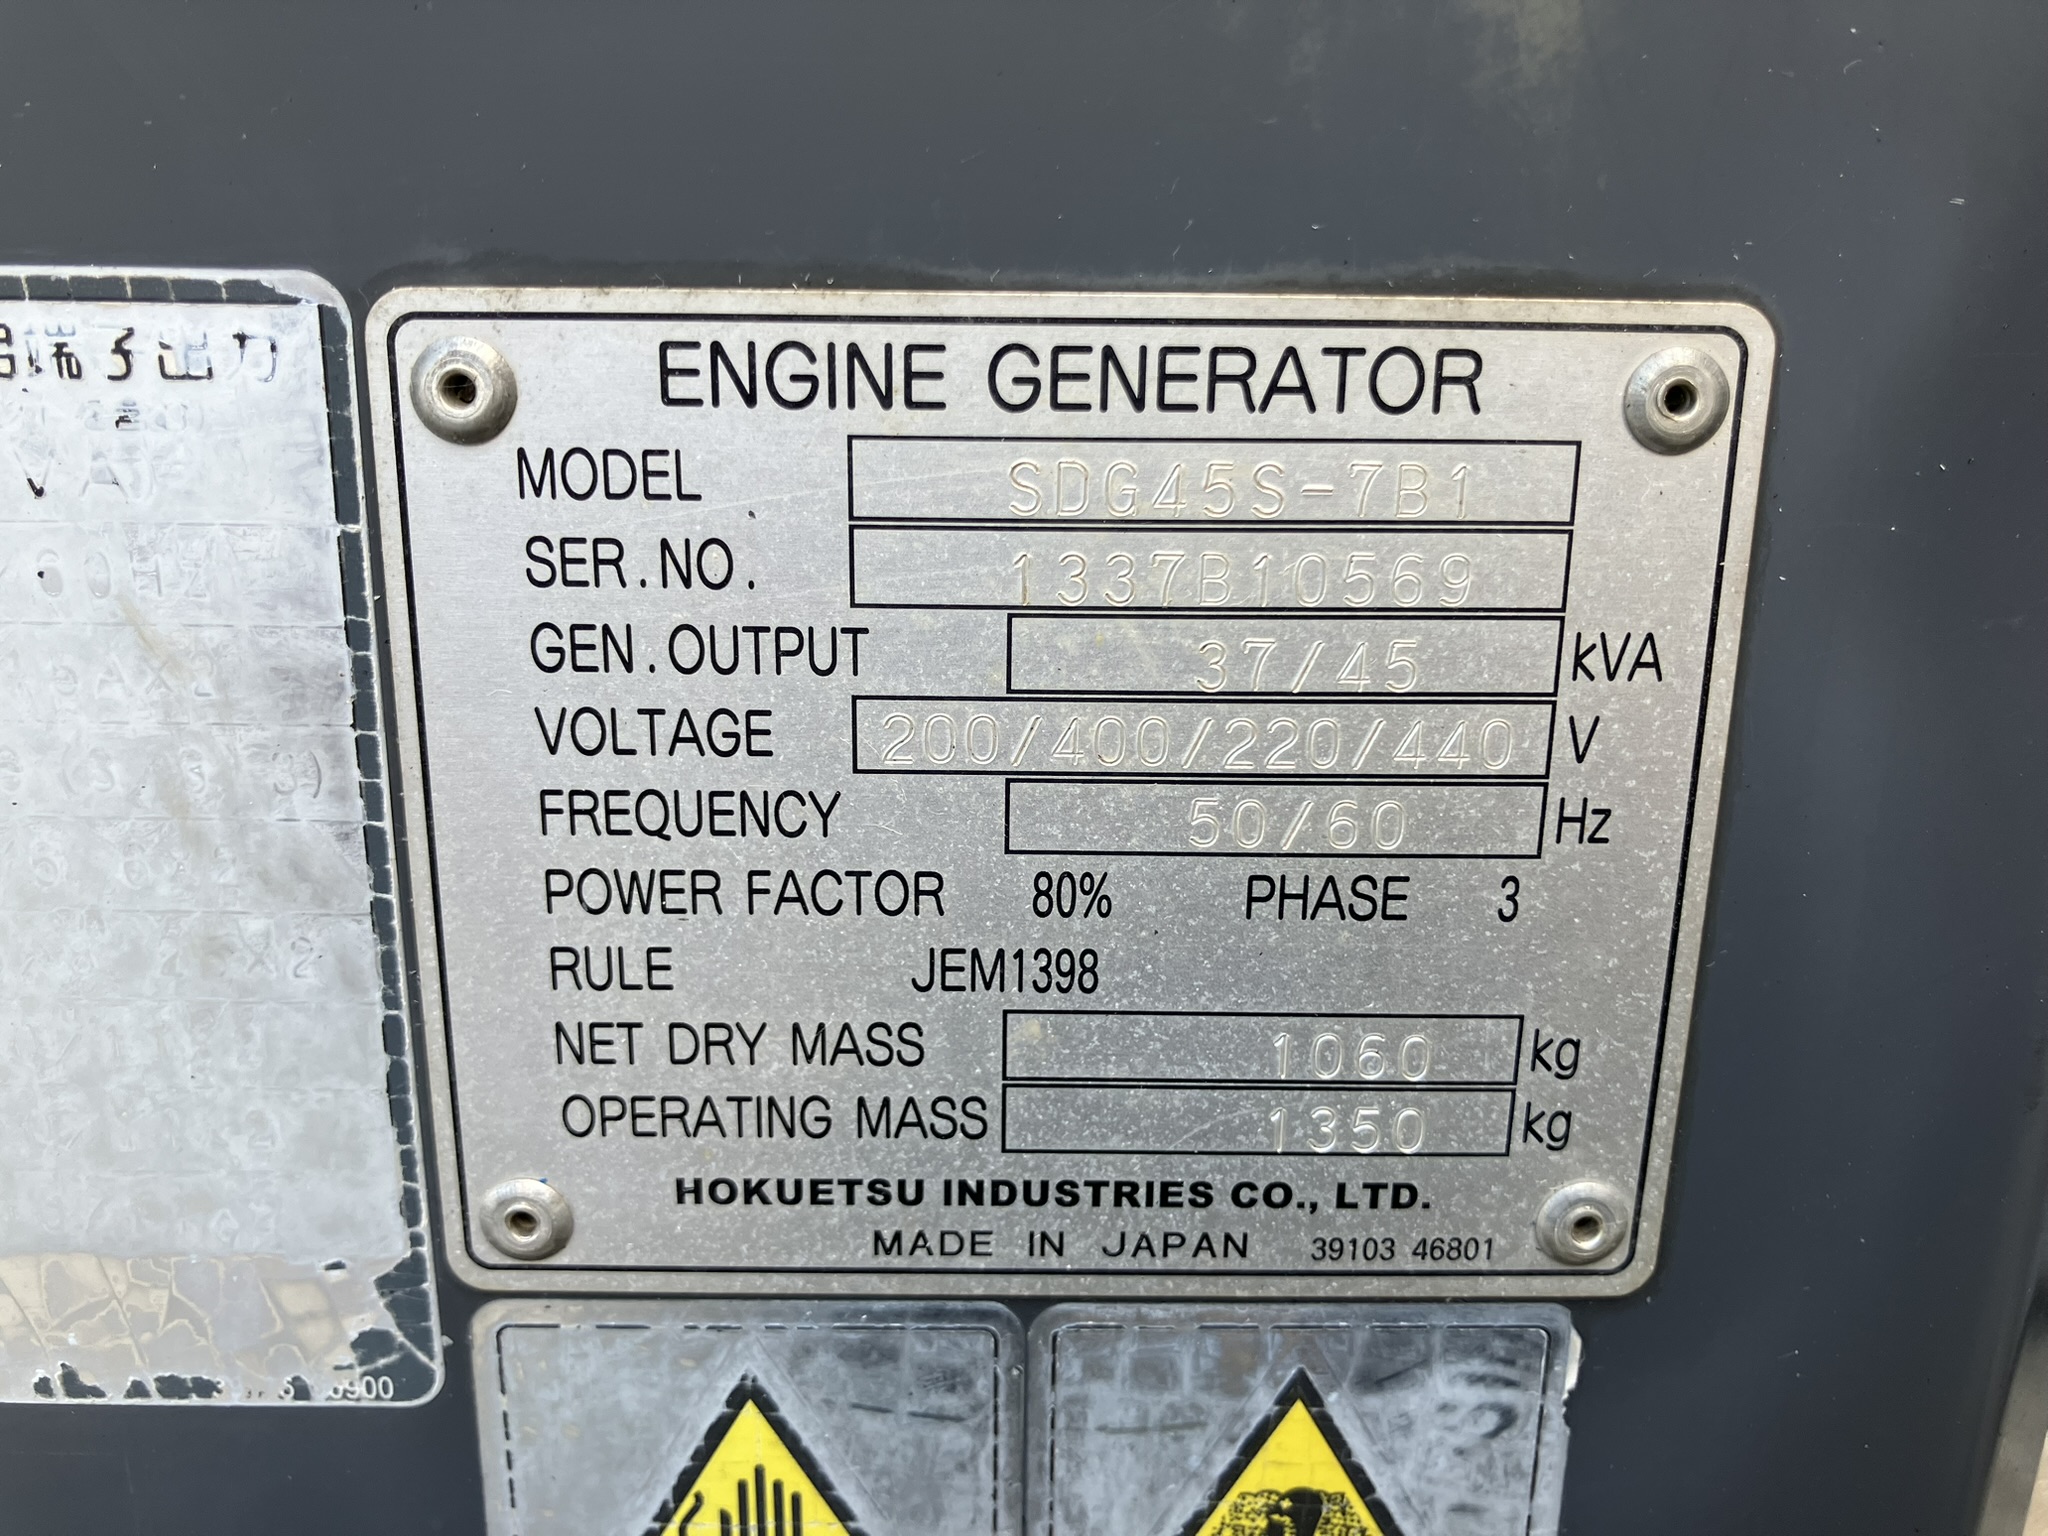 ENGINE GENERATOR
MODEL SDG45S-7B1
SER.NO. 1337B10569
GEN.OUTPUT 37/45 kVA
VOLTAGE 200/400/220/440 V
FREQUENCY 50/60 Hz
POWER FACTOR 80% PHASE 3
RULE JEM1398
NET DRY MASS 1060 kg
OPERATING MASS 1350 kg
HOKUETSU INDUSTRIES CO., LTD.
MADE IN JAPAN 39103 46801
端子出力
VA
60Hz